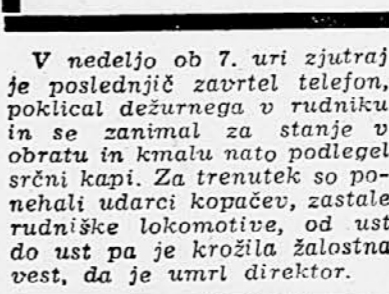 V nedeljo ob 7. uri zjutraj
je poslednjič zavrtel telefon,
poklical dežurnega v rudniku
in se zanimal za stanje v
obratu in kmalu nato podlegel
srčni kapi. Za trenutek so po-
nehali udarci kopačev, zastale
rudniške lokomotive, od ust
do ust pa je krožila žalostna
vest, da je umrl direktor.